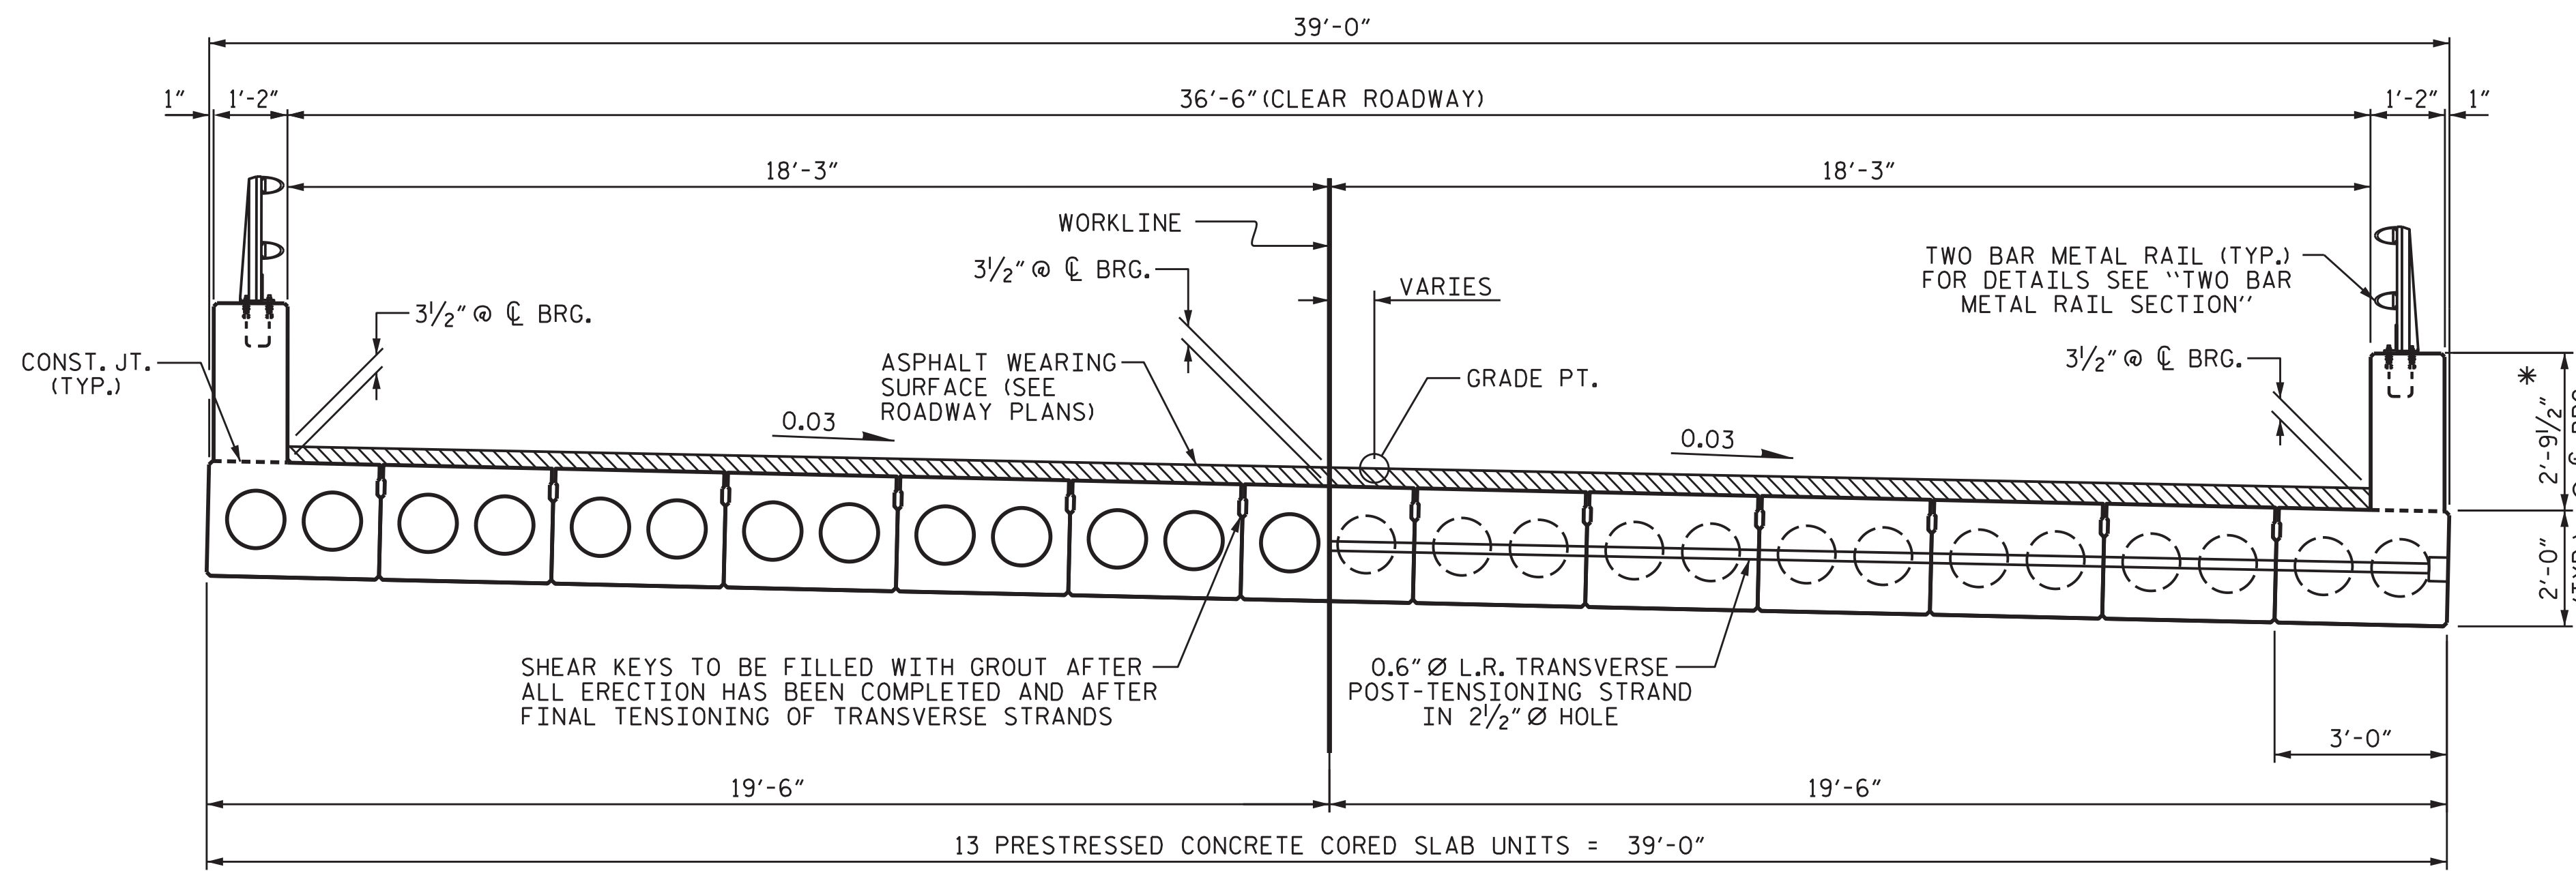 39'-0"
1"
1'-2"
36'-6" (CLEAR ROADWAY)
1'-2"
1"
18'-3"
18'-3"
WORKLINE
3½" @ ℄ BRG.
VARIES
TWO BAR METAL RAIL (TYP.)
FOR DETAILS SEE "TWO BAR
METAL RAIL SECTION"
3½" @ ℄ BRG.
CONST. JT.
(TYP.)
ASPHALT WEARING
SURFACE (SEE
ROADWAY PLANS)
GRADE PT.
3½" @ ℄ BRG.
*
2'-9½"
0.03
0.03
2'-0"
SHEAR KEYS TO BE FILLED WITH GROUT AFTER
ALL ERECTION HAS BEEN COMPLETED AND AFTER
FINAL TENSIONING OF TRANSVERSE STRANDS
0.6" Ø L.R. TRANSVERSE
POST-TENSIONING STRAND
IN 2½" Ø HOLE
3'-0"
19'-6"
19'-6"
13 PRESTRESSED CONCRETE CORED SLAB UNITS = 39'-0"